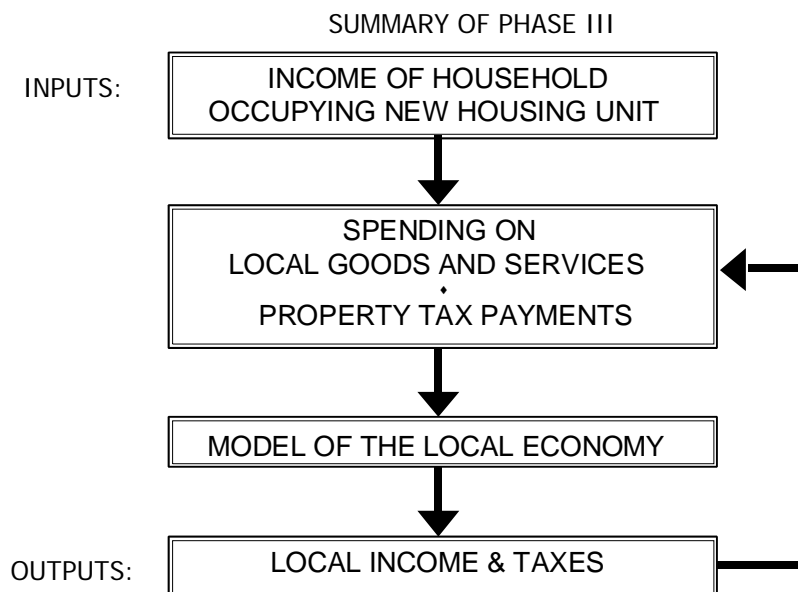 SUMMARY OF PHASE III
INPUTS:
INCOME OF HOUSEHOLD
OCCUPYING NEW HOUSING UNIT
SPENDING ON
LOCAL GOODS AND SERVICES
♦
PROPERTY TAX PAYMENTS
MODEL OF THE LOCAL ECONOMY
OUTPUTS:
LOCAL INCOME & TAXES